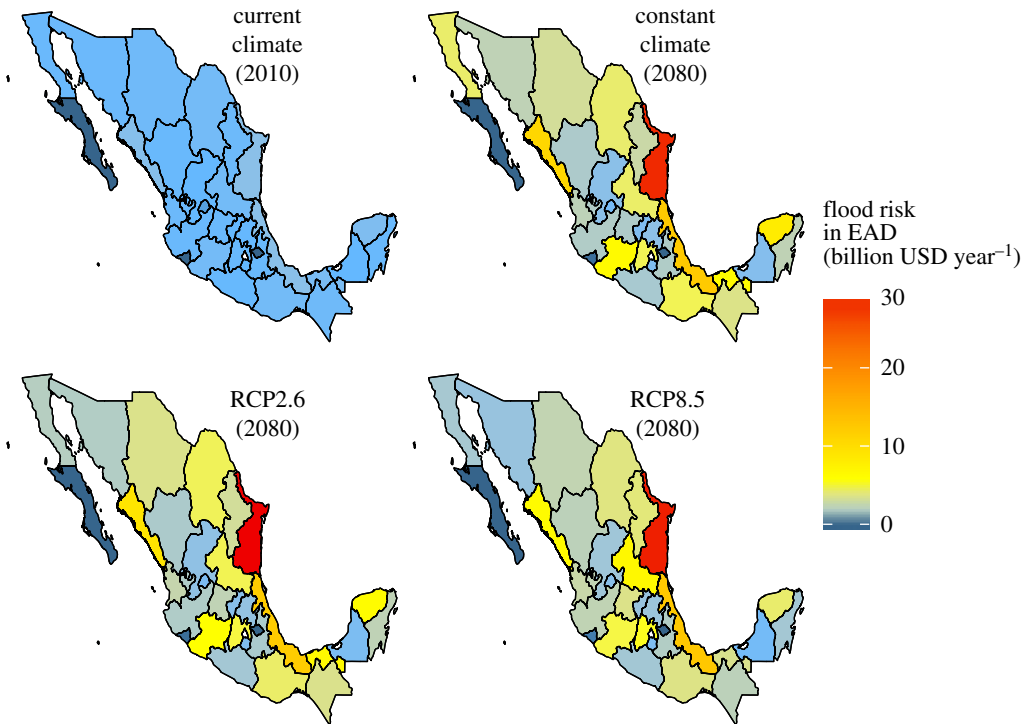 current
climate
(2010)
constant
climate
(2080)
flood risk
in EAD
(billion USD year⁻¹)
30
20
10
0
RCP2.6
(2080)
RCP8.5
(2080)